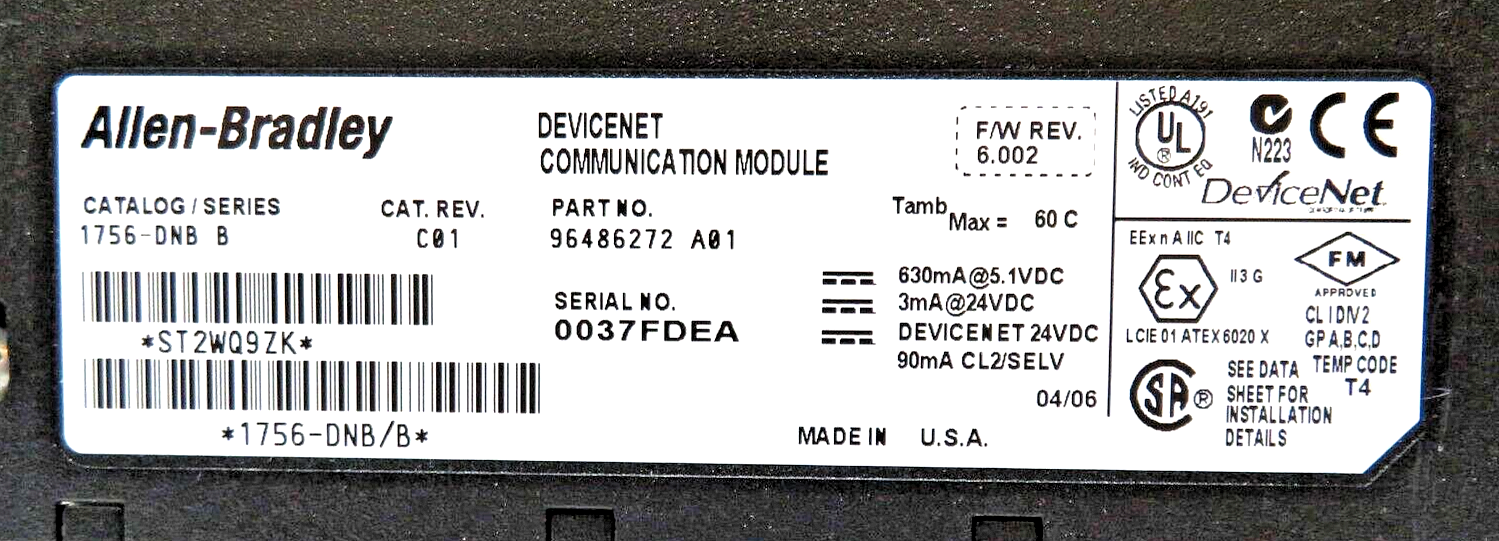 Allen-Bradley
DEVICENET
COMMUNICATION MODULE
F/W REV.
6.002
CATALOG / SERIES
1756-DNB B
CAT. REV.
C01
PART NO.
96486272 A01
Tamb Max = 60 C
*ST2WQ9ZK*
SERIAL NO.
0037FDEA
630mA@5.1VDC
3mA@24VDC
DEVICENET 24VDC
90mA CL2/SELV
04/06
*1756-DNB/B*
MADE IN U.S.A.
LISTED A191
UL
®
IND CONT EQ
N223
CE
DeviceNet
EEx n A IIC T4
Ex
II 3 G
LCIE 01 ATEX 6020 X
FM
APPROVED
CL I DIV2
GP A,B,C,D
TEMP CODE
T4
SA ®
SEE DATA
SHEET FOR
INSTALLATION
DETAILS